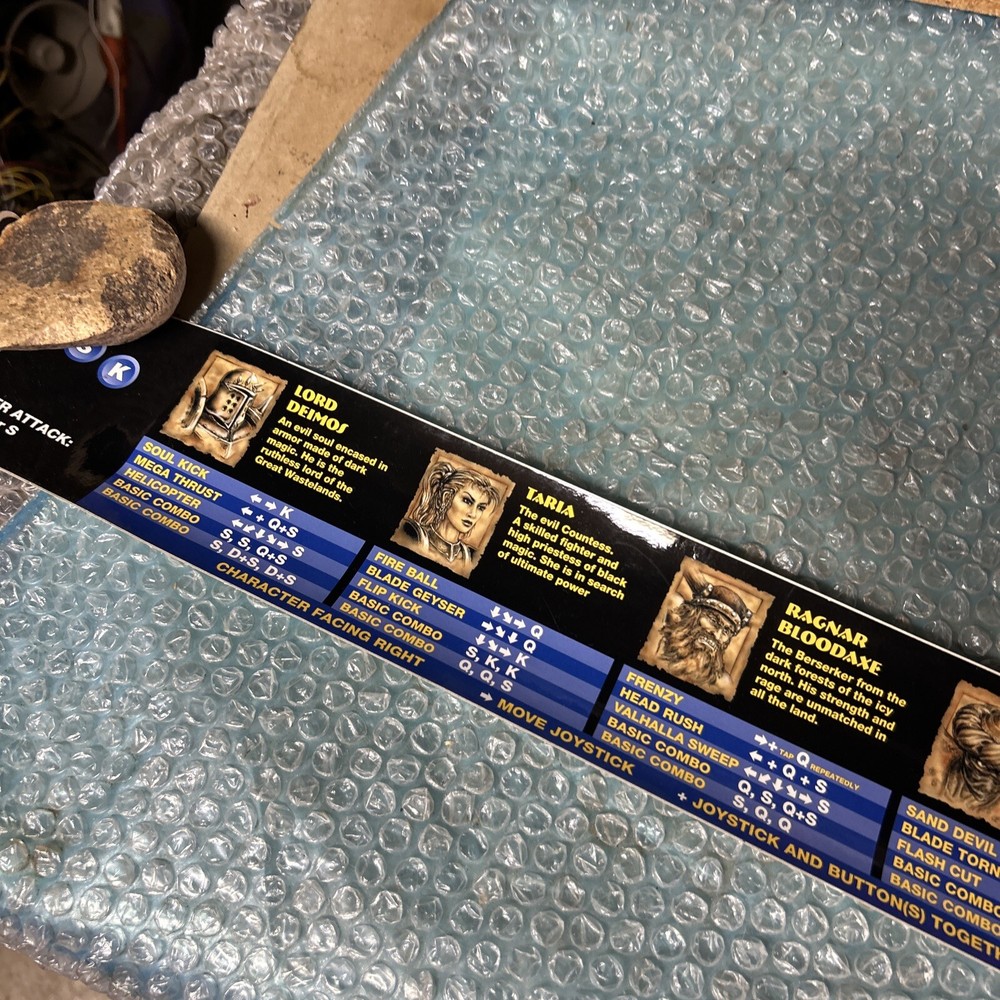 K
R ATTACK:
r S
LORD
DEIMOS
An evil soul encased in
armor made of dark
magic. He is the
ruthless lord of the
Great Wastelands.
SOUL KICK ← → K
MEGA THRUST ← + Q+S
HELICOPTER ← ↙ ↓ ↘ → S
BASIC COMBO S, S, Q+S
BASIC COMBO S, D+S, D+S
TARIA
The evil Countess.
A skilled fighter and
high priestess of black
magic. She is in search
or ultimate power
FIRE BALL ↓ ↘ → Q
BLADE GEYSER → ↘ ↓ Q
FLIP KICK ↓ ↘ → K
BASIC COMBO S, K, K
BASIC COMBO Q, Q, S
RAGNAR
BLOODAXE
The Berserker from the
dark forests of the icy
north. His strength and
rage are unmatched in
all the land.
FRENZY → + TAP Q REPEATEDLY
HEAD RUSH ← + Q + S
VALHALLA SWEEP ← ↙ ↓ ↘ → S
BASIC COMBO Q, S, Q+S
BASIC COMBO S, Q, Q
SAND DEVIL
BLADE TORN
FLASH CUT
BASIC COMBO
BASIC COMBO
CHARACTER FACING RIGHT → MOVE JOYSTICK + JOYSTICK AND BUTTON(S) TOGET